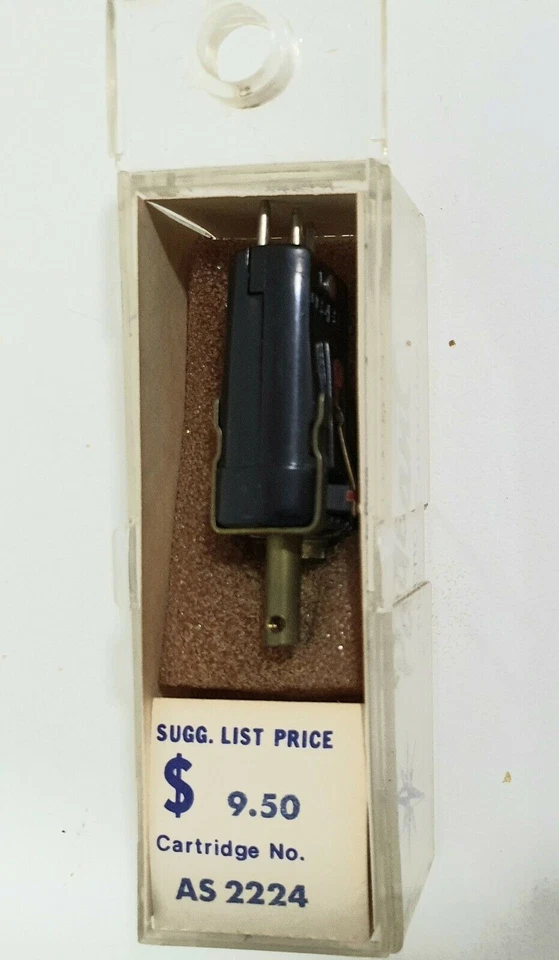 SUGG. LIST PRICE
$ 9.50
Cartridge No.
AS 2224